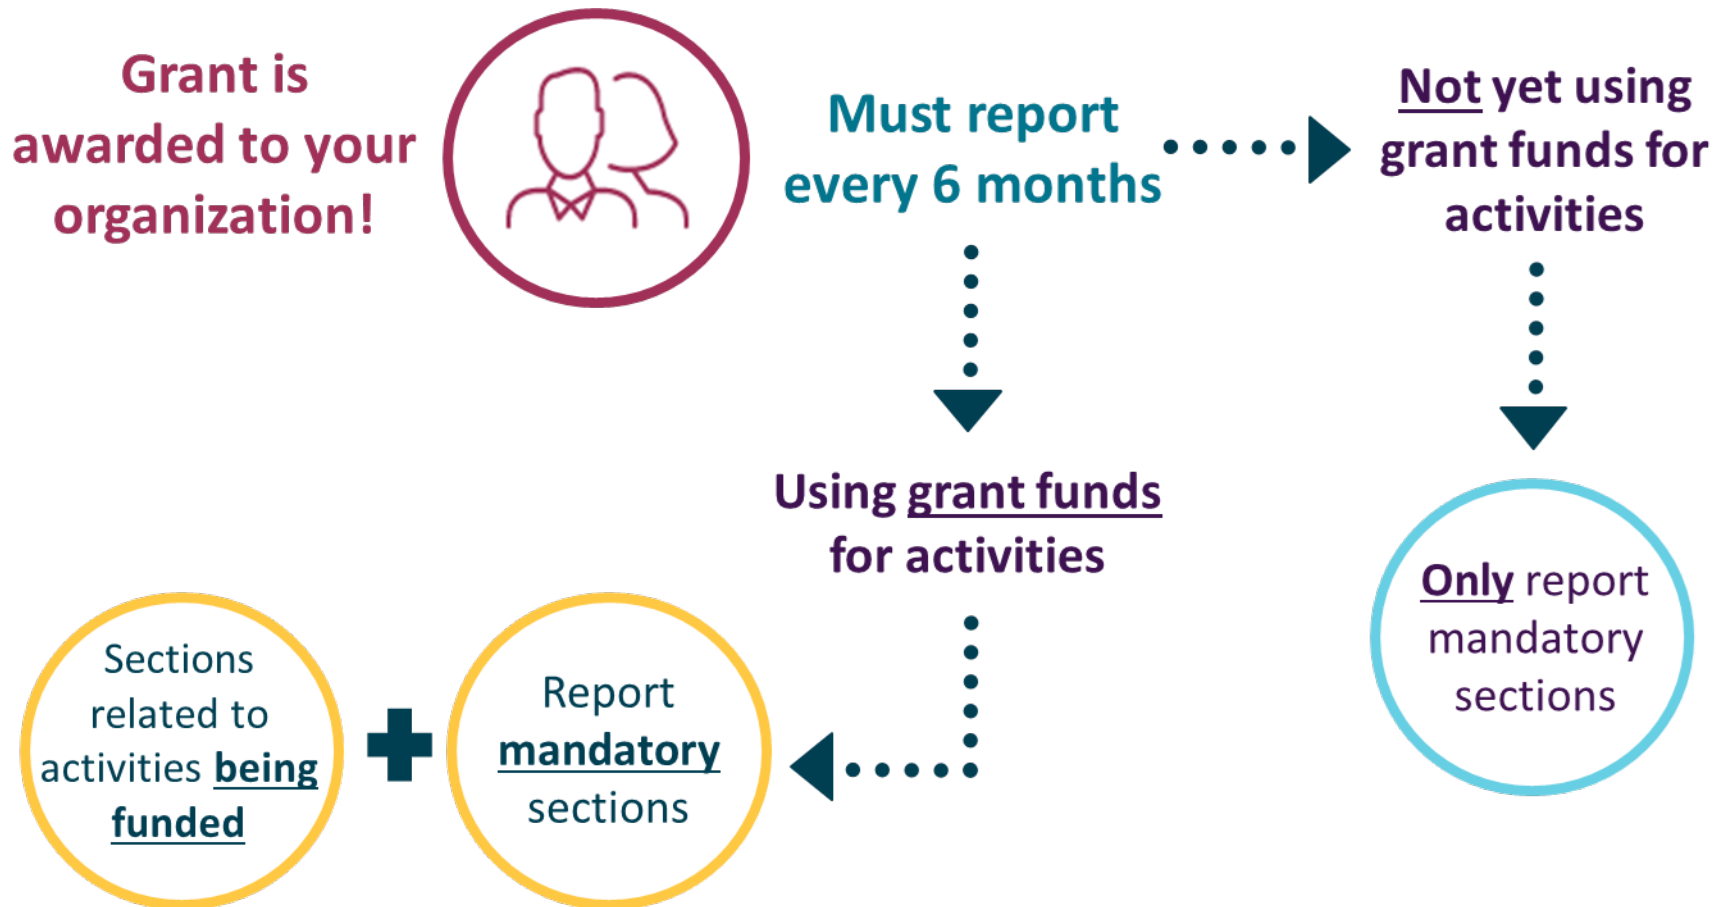 Grant is
awarded to your
organization!
Must report
every 6 months
Not yet using
grant funds for
activities
Using grant funds
for activities
Only report
mandatory
sections
Sections
related to
activities being
funded
Report
mandatory
sections